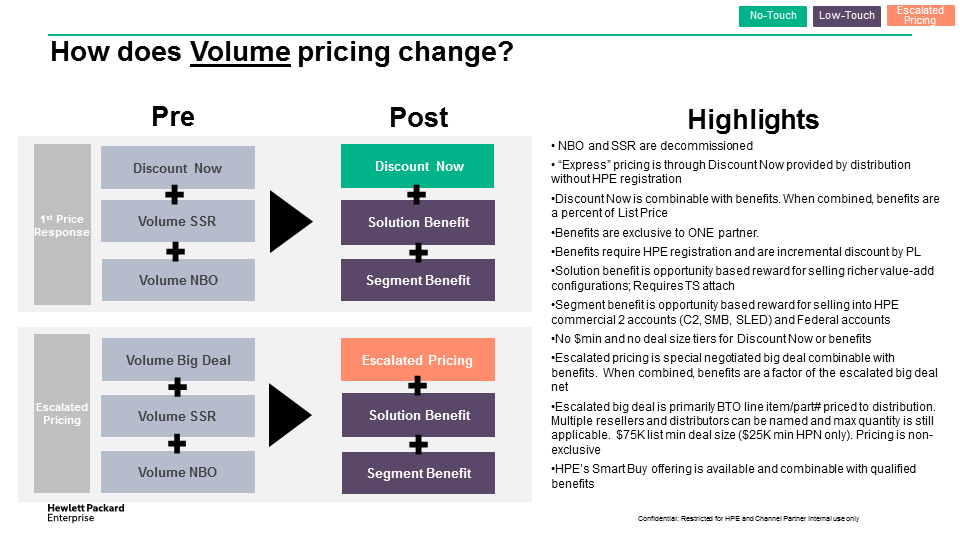 No-Touch
Low-Touch
Escalated
Pricing
How does Volume pricing change?
Pre
Post
Highlights
1st Price
Response
Discount Now
+
Volume SSR
+
Volume NBO
Discount Now
+
Solution Benefit
+
Segment Benefit
Escalated
Pricing
Volume Big Deal
+
Volume SSR
+
Volume NBO
Escalated Pricing
+
Solution Benefit
+
Segment Benefit
• NBO and SSR are decommissioned
• “Express” pricing is through Discount Now provided by distribution
without HPE registration
•Discount Now is combinable with benefits. When combined, benefits are
a percent of List Price
•Benefits are exclusive to ONE partner.
•Benefits require HPE registration and are incremental discount by PL
•Solution benefit is opportunity based reward for selling richer value-add
configurations; Requires TS attach
•Segment benefit is opportunity based reward for selling into HPE
commercial 2 accounts (C2, SMB, SLED) and Federal accounts
•No $min and no deal size tiers for Discount Now or benefits
•Escalated pricing is special negotiated big deal combinable with
benefits. When combined, benefits are a factor of the escalated big deal
net
•Escalated big deal is primarily BTO line item/part# priced to distribution.
Multiple resellers and distributors can be named and max quantity is still
applicable. $75K list min deal size ($25K min HPN only). Pricing is non-
exclusive
•HPE’s Smart Buy offering is available and combinable with qualified
benefits
Hewlett Packard
Enterprise
Confidential: Restricted for HPE and Channel Partner Internal use only